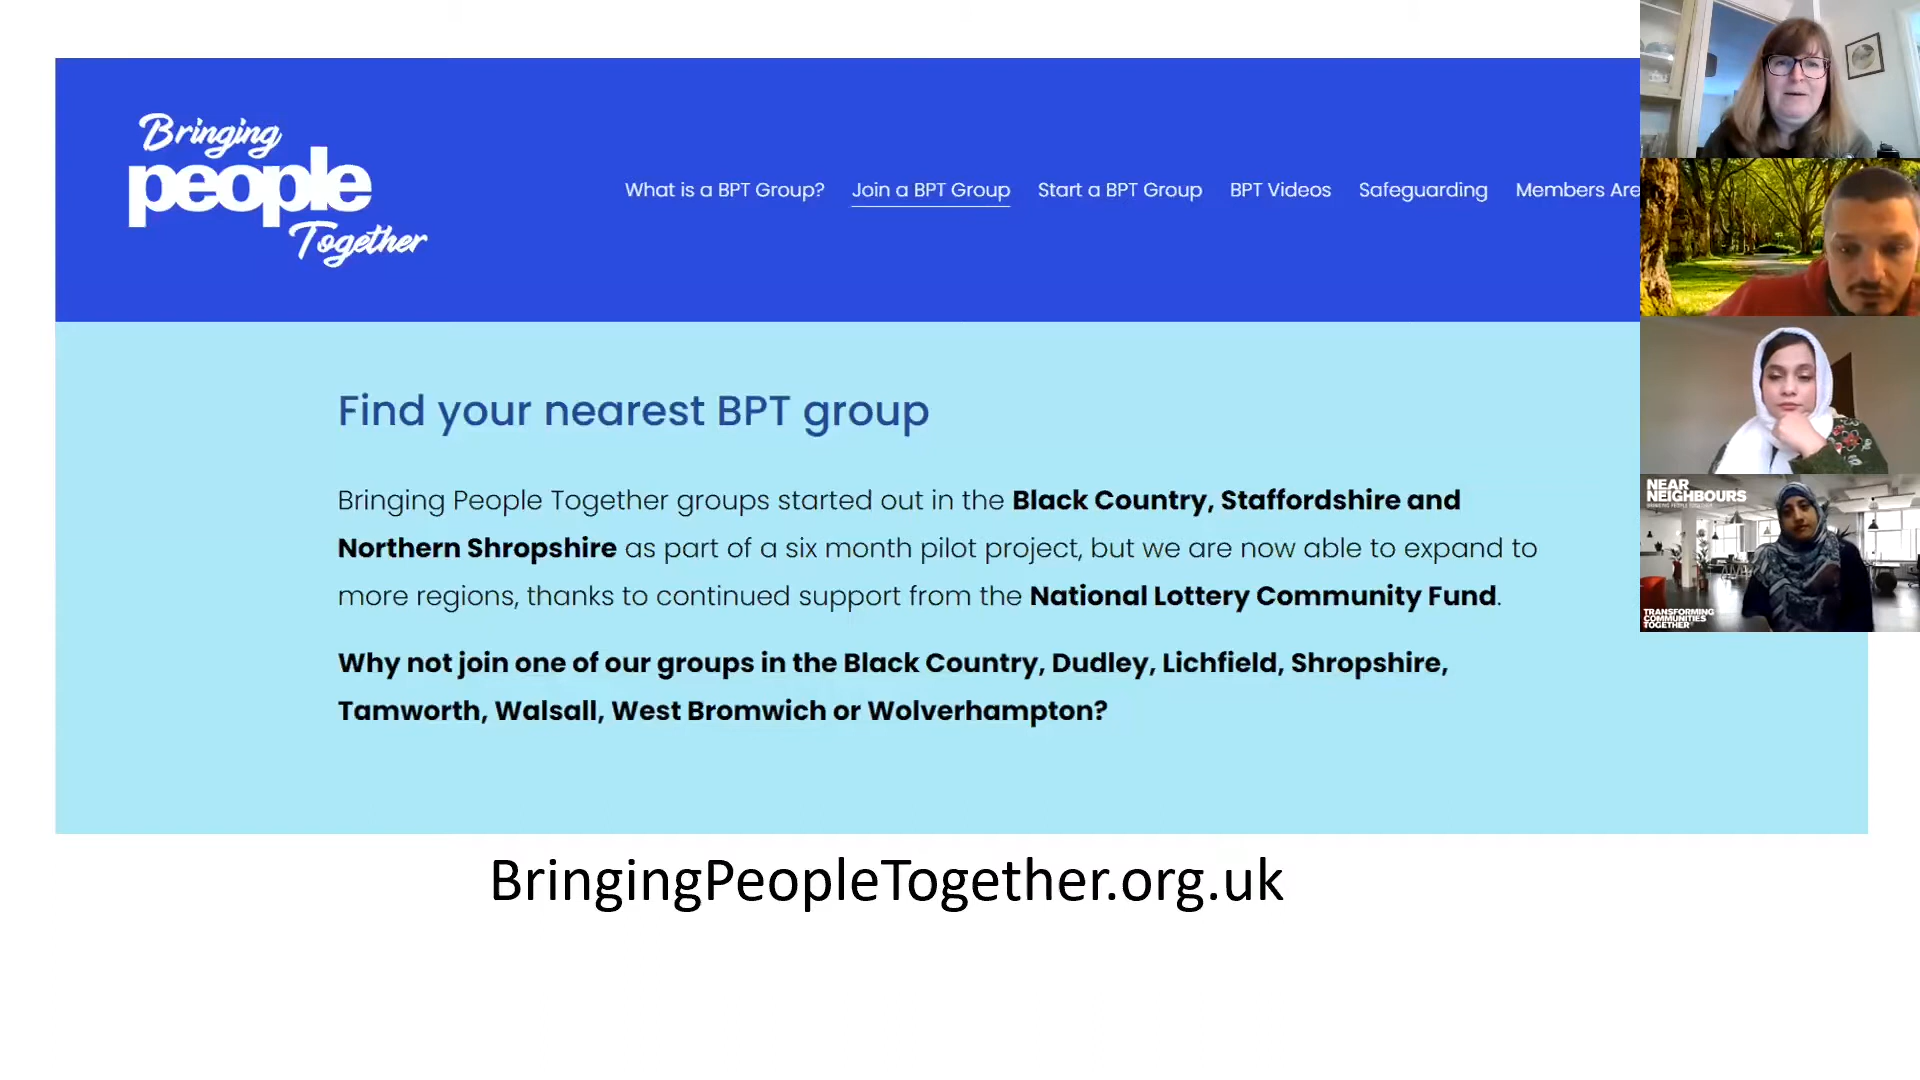 Bringing
people
Together
What is a BPT Group? Join a BPT Group Start a BPT Group BPT Videos Safeguarding Members Are
Find your nearest BPT group
Bringing People Together groups started out in the Black Country, Staffordshire and
Northern Shropshire as part of a six month pilot project, but we are now able to expand to
more regions, thanks to continued support from the National Lottery Community Fund.
Why not join one of our groups in the Black Country, Dudley, Lichfield, Shropshire,
Tamworth, Walsall, West Bromwich or Wolverhampton?
BringingPeopleTogether.org.uk
NEAR
NEIGHBOURS
BRINGING PEOPLE TOGETHER
TRANSFORMING
COMMUNITIES
TOGETHER